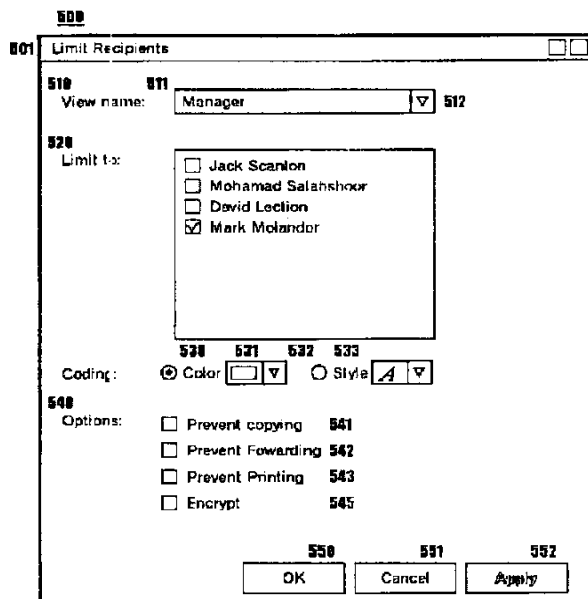 500
501 Limit Recipients
510 511
View name: Manager 512
520
Limit to:
Jack Scanlon
Mohamad Salahshoor
David Lection
Mark Molander
530 531 532 533
Coding: Color Style A
540
Options:
Prevent copying 541
Prevent Fowarding 542
Prevent Printing 543
Encrypt 545
550 551 552
OK Cancel Apply